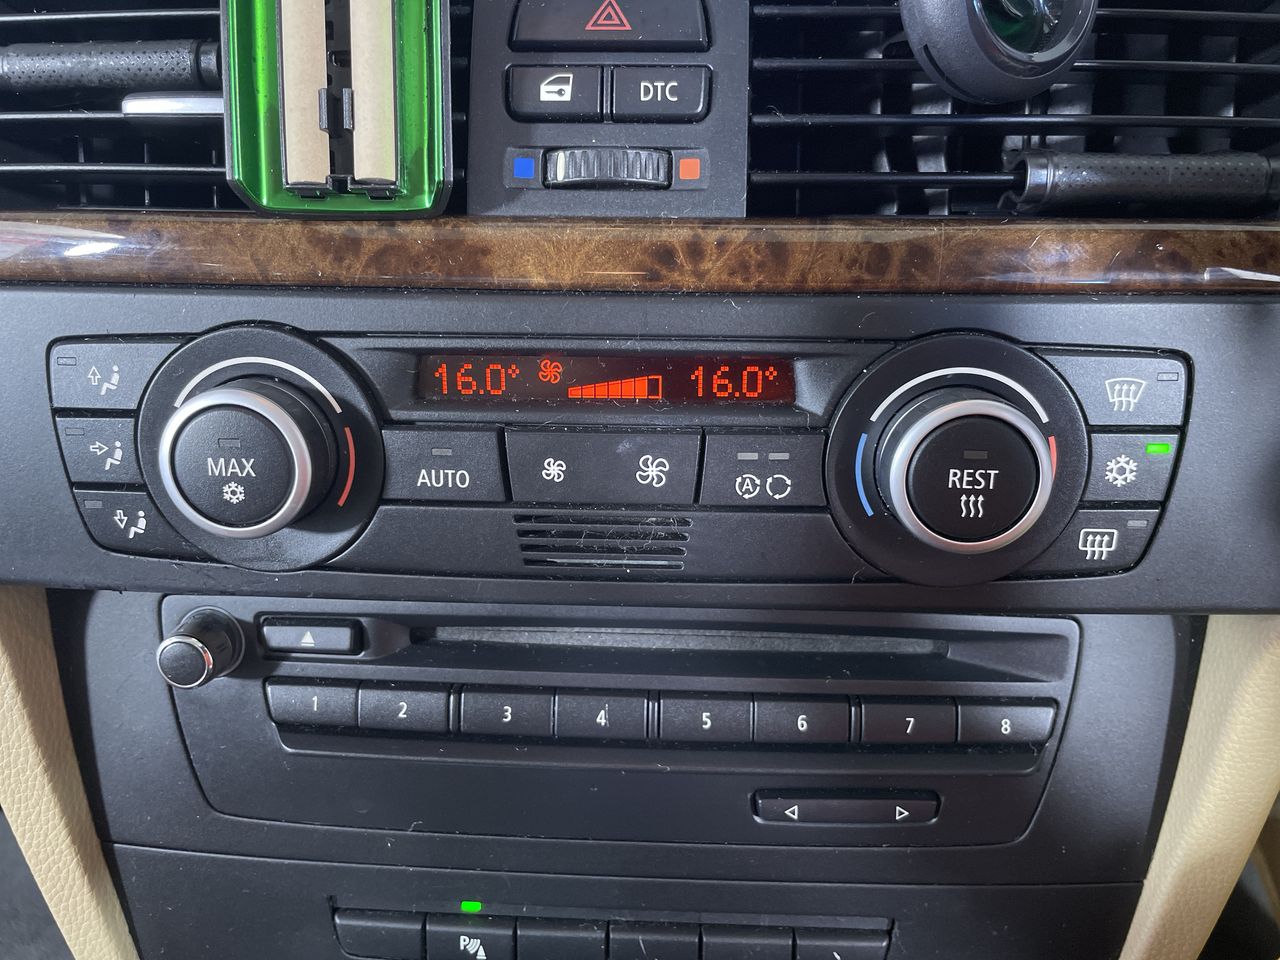 DTC
16.0° 16.0°
MAX
AUTO
A
REST
1 2 3 4 5 6 7 8
P